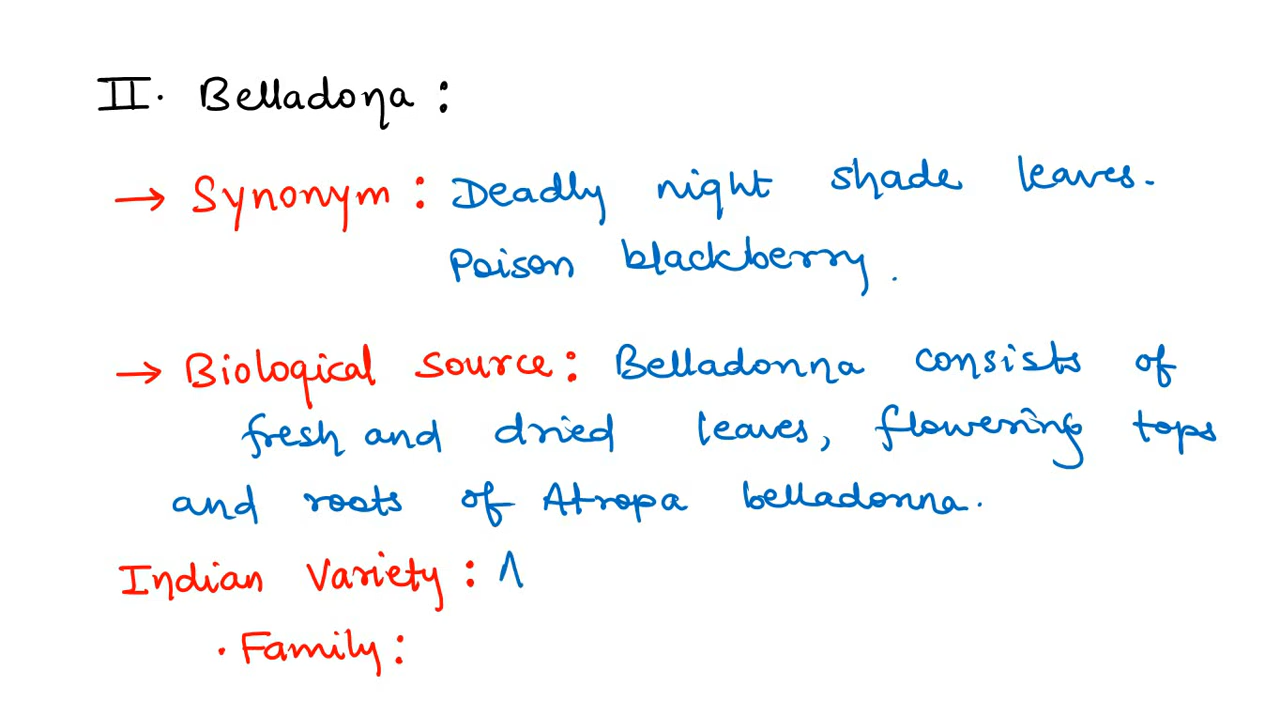 II. Belladona:
→ Synonym: Deadly night shade leaves.
Poison blackberry.
→ Biological source: Belladonna consists of
fresh and dried leaves, flowering tops
and roots of Atropa belladonna.
Indian Variety: Λ
. Family: